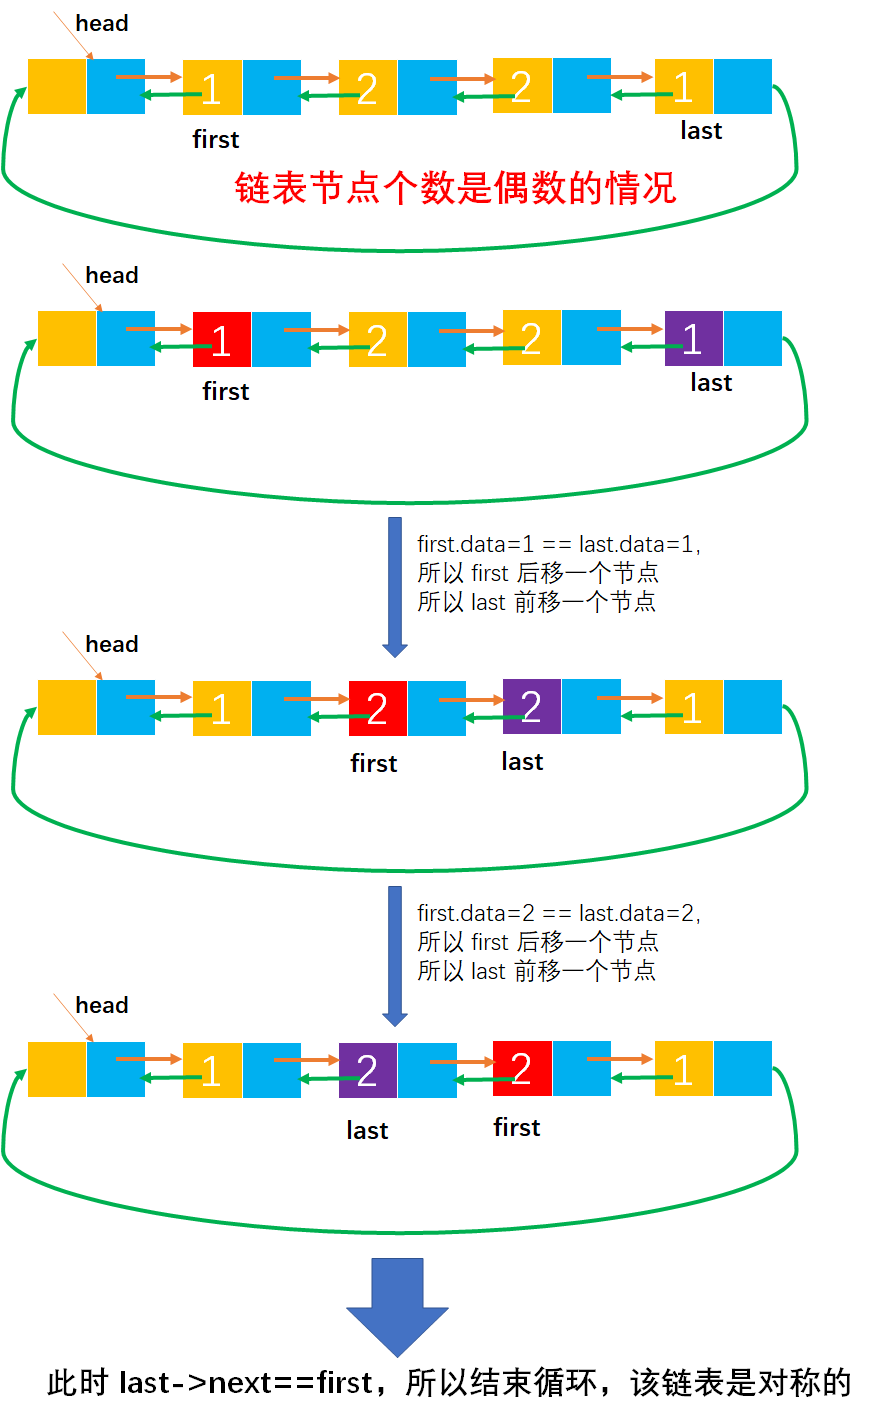 head
1 2 2 1
first
last
链表节点个数是偶数的情况
head
1 2 2 1
first
last
first.data=1 == last.data=1,
所以 first 后移一个节点
所以 last 前移一个节点
head
1 2 2 1
first
last
first.data=2 == last.data=2,
所以 first 后移一个节点
所以 last 前移一个节点
head
1 2 2 1
last
first
此时 last->next==first，所以结束循环，该链表是对称的